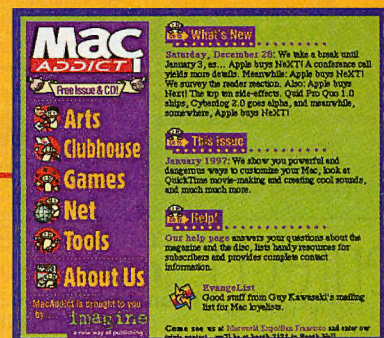 Mac
ADDICT
Free Issue & CD!
Arts
Clubhouse
Games
Net
Tools
About Us
MacAddict is brought to you
by...
imagine
a new way of publishing
What's New
Saturday, December 28: We take a break until
January 3, as... Apple buys NeXT! A conference call
yields more details. Meanwhile: Apple buys NeXT!
We survey the reader reaction. Also: Apple buys
Next! The top ten side-effects. Quid Pro Quo 1.0
ships, Cyberdog 2.0 goes alpha, and meanwhile,
somewhere, Apple buys NeXT!
This issue
January 1997: We show you powerful and
dangerous ways to customize your Mac, look at
QuickTime movie-making and creating cool sounds,
and much much more.
Help!
Our help page answers your questions about the
magazine and the disc, lists handy resources for
subscribers and provides complete contact
information.
EvangeList
Good stuff from Guy Kawasaki's mailing
list for Mac loyalists.
Come see us at Macworld Expo/San Francisco and enter our